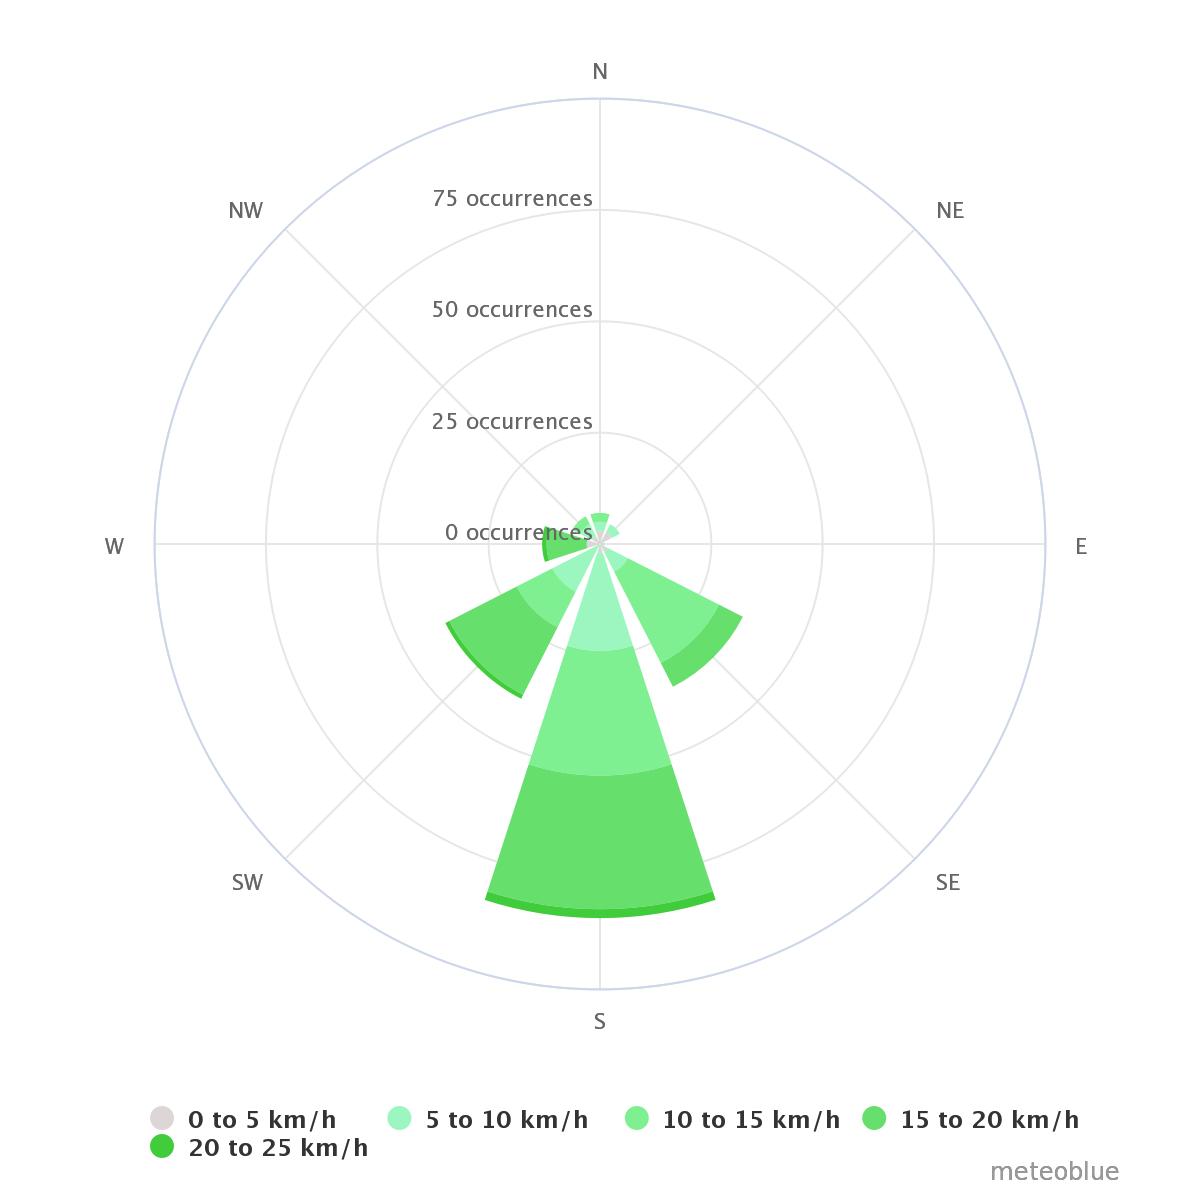 N
75 occurrences
NW
NE
50 occurrences
25 occurrences
0 occurrences
W
E
SW
SE
S
0 to 5 km/h
5 to 10 km/h
10 to 15 km/h
15 to 20 km/h
20 to 25 km/h
meteoblue